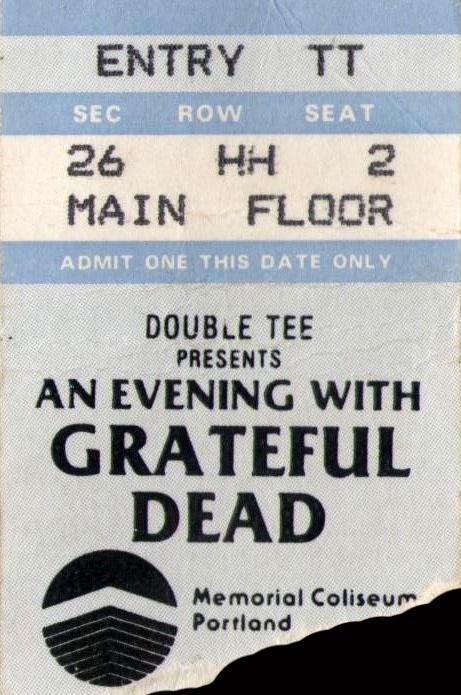 ENTRY TT
SEC ROW SEAT
26 HH 2
MAIN FLOOR
ADMIT ONE THIS DATE ONLY
DOUBLE TEE
PRESENTS
AN EVENING WITH
GRATEFUL
DEAD
Memorial Coliseum
Portland